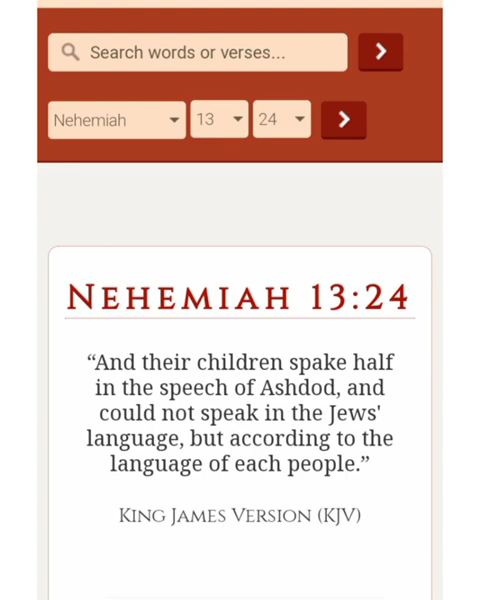 Search words or verses...
Nehemiah 13 24
Nehemiah 13:24
“And their children spake half
in the speech of Ashdod, and
could not speak in the Jews'
language, but according to the
language of each people.”
King James Version (KJV)